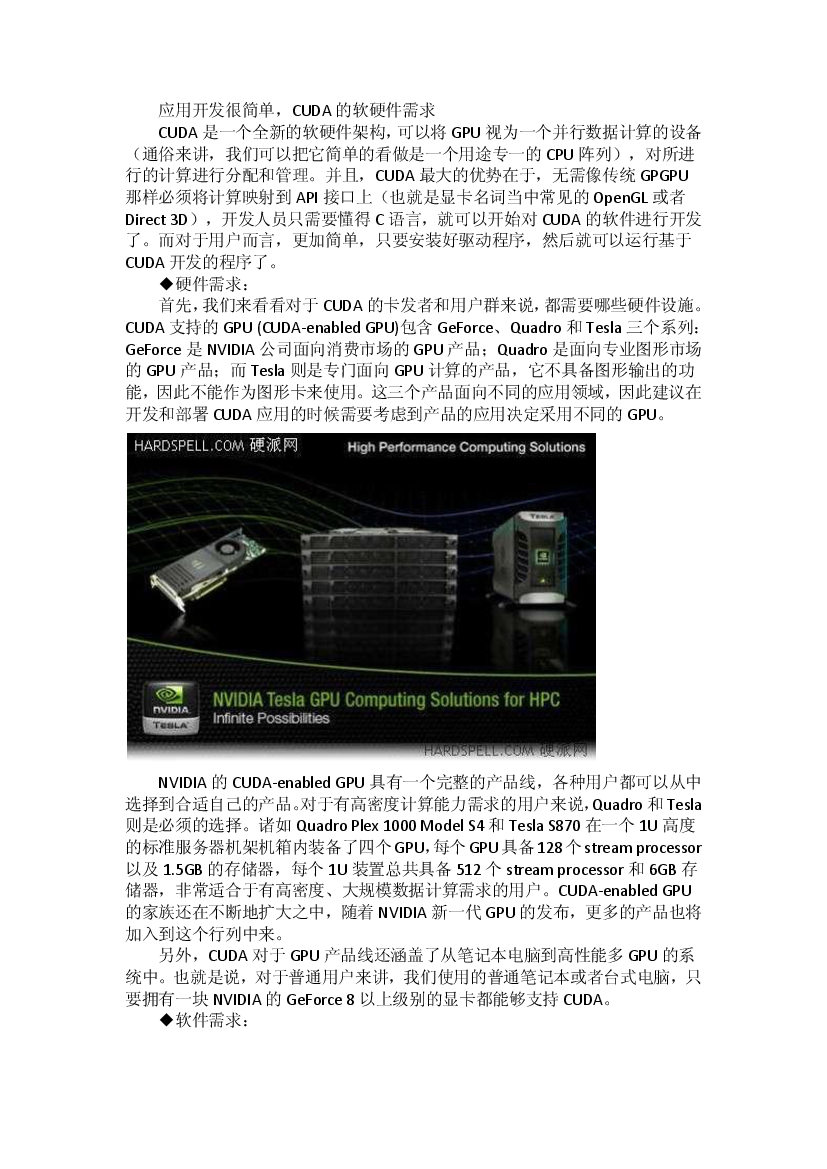 应用开发很简单，CUDA 的软硬件需求
CUDA 是一个全新的软硬件架构，可以将 GPU 视为一个并行数据计算的设备
（通俗来讲，我们可以把它简单的看做是一个用途专一的 CPU 阵列），对所进
行的计算进行分配和管理。并且，CUDA 最大的优势在于，无需像传统 GPGPU
那样必须将计算映射到 API 接口上（也就是显卡名词当中常见的 OpenGL 或者
Direct 3D），开发人员只需要懂得 C 语言，就可以开始对 CUDA 的软件进行开发
了。而对于用户而言，更加简单，只要安装好驱动程序，然后就可以运行基于
CUDA 开发的程序了。
◆硬件需求：
首先，我们来看看对于 CUDA 的卡发者和用户群来说，都需要哪些硬件设施。
CUDA 支持的 GPU (CUDA-enabled GPU)包含 GeForce、Quadro 和 Tesla 三个系列：
GeForce 是 NVIDIA 公司面向消费市场的 GPU 产品；Quadro 是面向专业图形市场
的 GPU 产品；而 Tesla 则是专门面向 GPU 计算的产品，它不具备图形输出的功
能，因此不能作为图形卡来使用。这三个产品面向不同的应用领域，因此建议在
开发和部署 CUDA 应用的时候需要考虑到产品的应用决定采用不同的 GPU。
HARDSPELL.COM 硬派网
High Performance Computing Solutions
TESLA
NVIDIA
TESLA
NVIDIA Tesla GPU Computing Solutions for HPC
Infinite Possibilities
HARDSPELL.COM 硬派网
NVIDIA 的 CUDA-enabled GPU 具有一个完整的产品线，各种用户都可以从中
选择到合适自己的产品。对于有高密度计算能力需求的用户来说，Quadro 和 Tesla
则是必须的选择。诸如 Quadro Plex 1000 Model S4 和 Tesla S870 在一个 1U 高度
的标准服务器机架机箱内装备了四个 GPU，每个 GPU 具备 128 个 stream processor
以及 1.5GB 的存储器，每个 1U 装置总共具备 512 个 stream processor 和 6GB 存
储器，非常适合于有高密度、大规模数据计算需求的用户。CUDA-enabled GPU
的家族还在不断地扩大之中，随着 NVIDIA 新一代 GPU 的发布，更多的产品也将
加入到这个行列中来。
另外，CUDA 对于 GPU 产品线还涵盖了从笔记本电脑到高性能多 GPU 的系
统中。也就是说，对于普通用户来讲，我们使用的普通笔记本或者台式电脑，只
要拥有一块 NVIDIA 的 GeForce 8 以上级别的显卡都能够支持 CUDA。
◆软件需求：